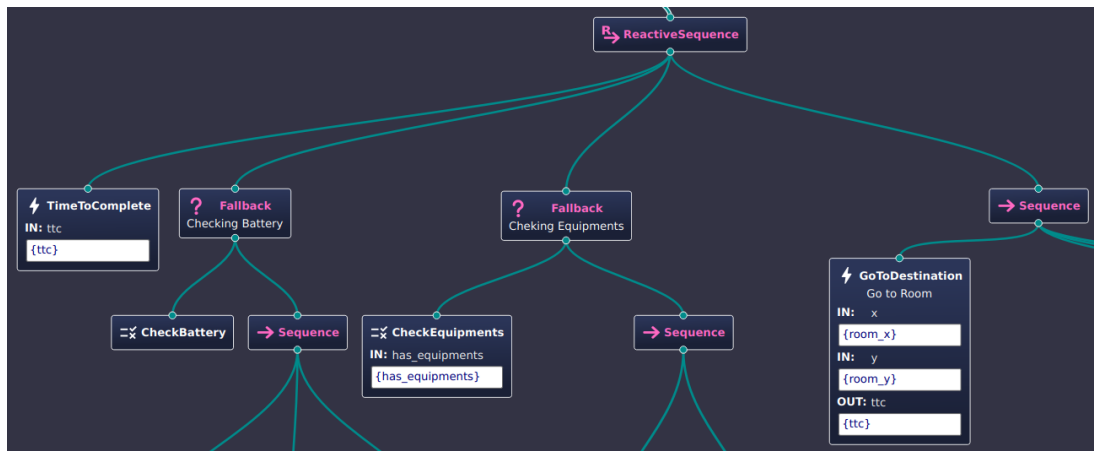 ReactiveSequence
TimeToComplete
IN: ttc
{ttc}
Fallback
Checking Battery
Fallback
Cheking Equipments
Sequence
CheckBattery
Sequence
CheckEquipments
IN: has_equipments
{has_equipments}
Sequence
GoToDestination
Go to Room
IN: x
{room_x}
IN: y
{room_y}
OUT: ttc
{ttc}